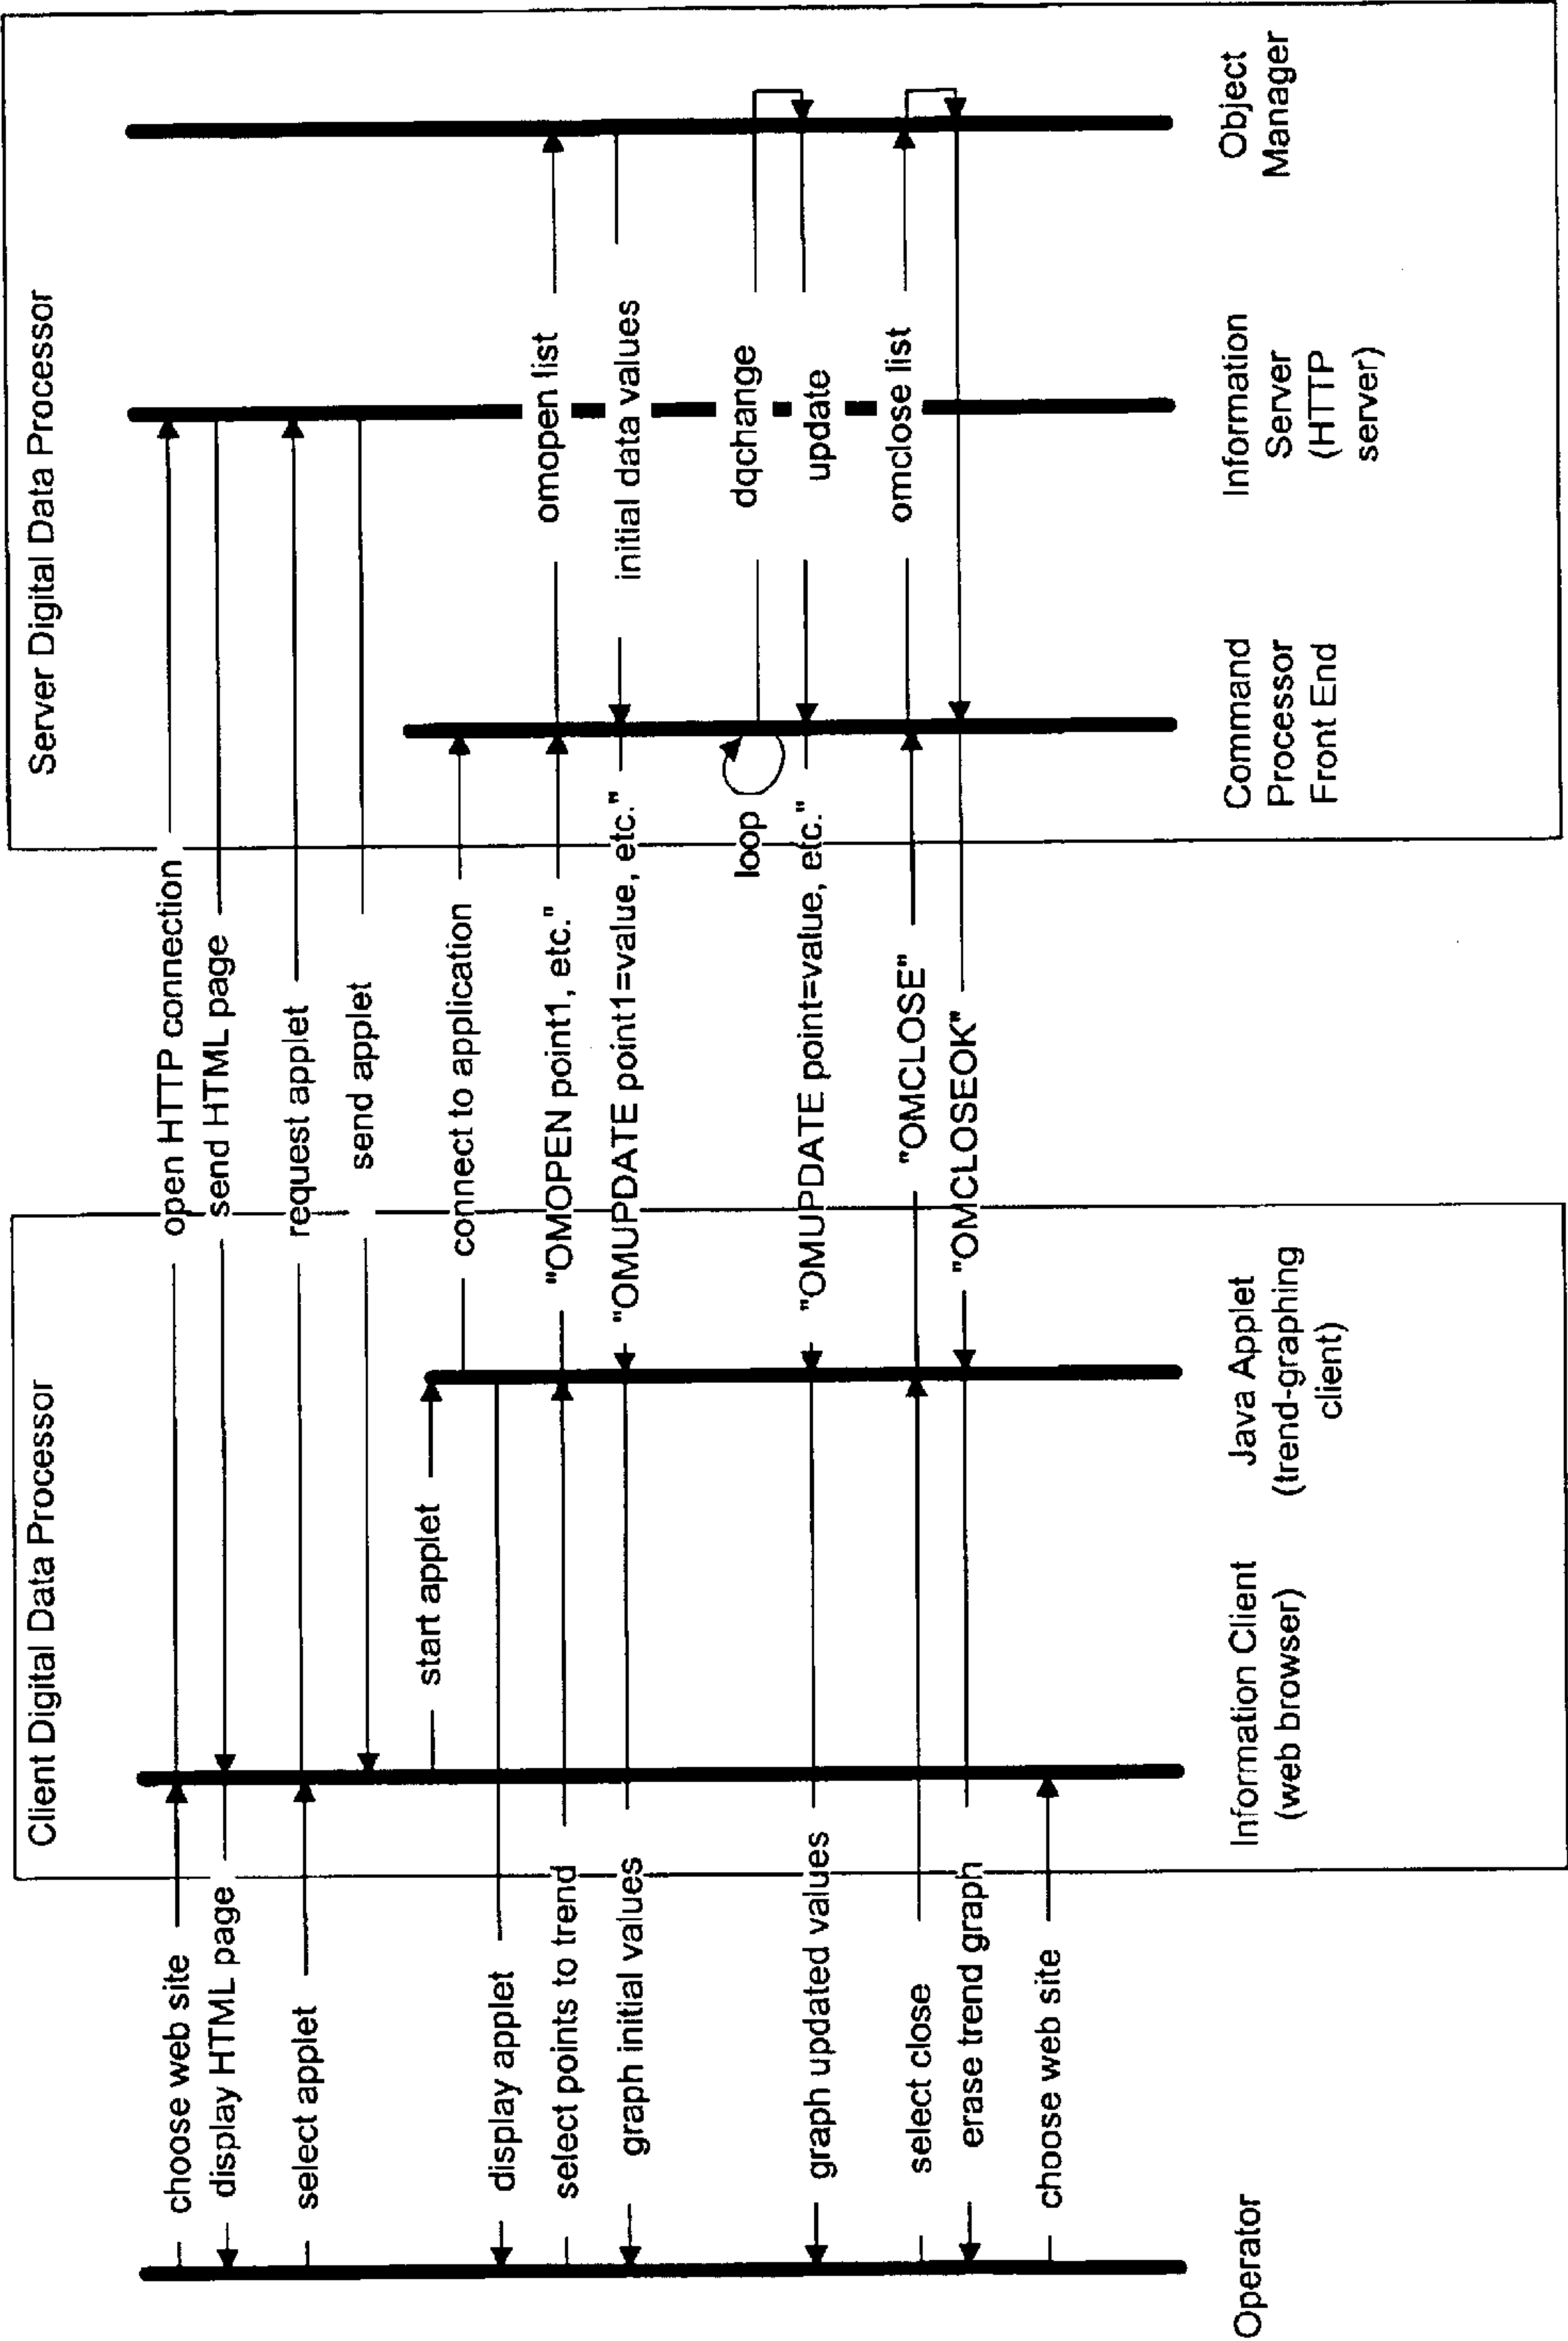 Client Digital Data Processor
Server Digital Data Processor
choose web site
open HTTP connection
display HTML page
send HTML page
select applet
request applet
send applet
start applet
connect to application
display applet
select points to trend
"OMOPEN point1, etc."
omopen list
graph initial values
"OMUPDATE point1=value, etc."
initial data values
loop
dqchange
graph updated values
"OMUPDATE point=value, etc."
update
select close
"OMCLOSE"
omclose list
erase trend graph
"OMCLOSEOK"
choose web site
Operator
Information Client
(web browser)
Java Applet
(trend-graphing
client)
Command
Processor
Front End
Information
Server
(HTTP
server)
Object
Manager